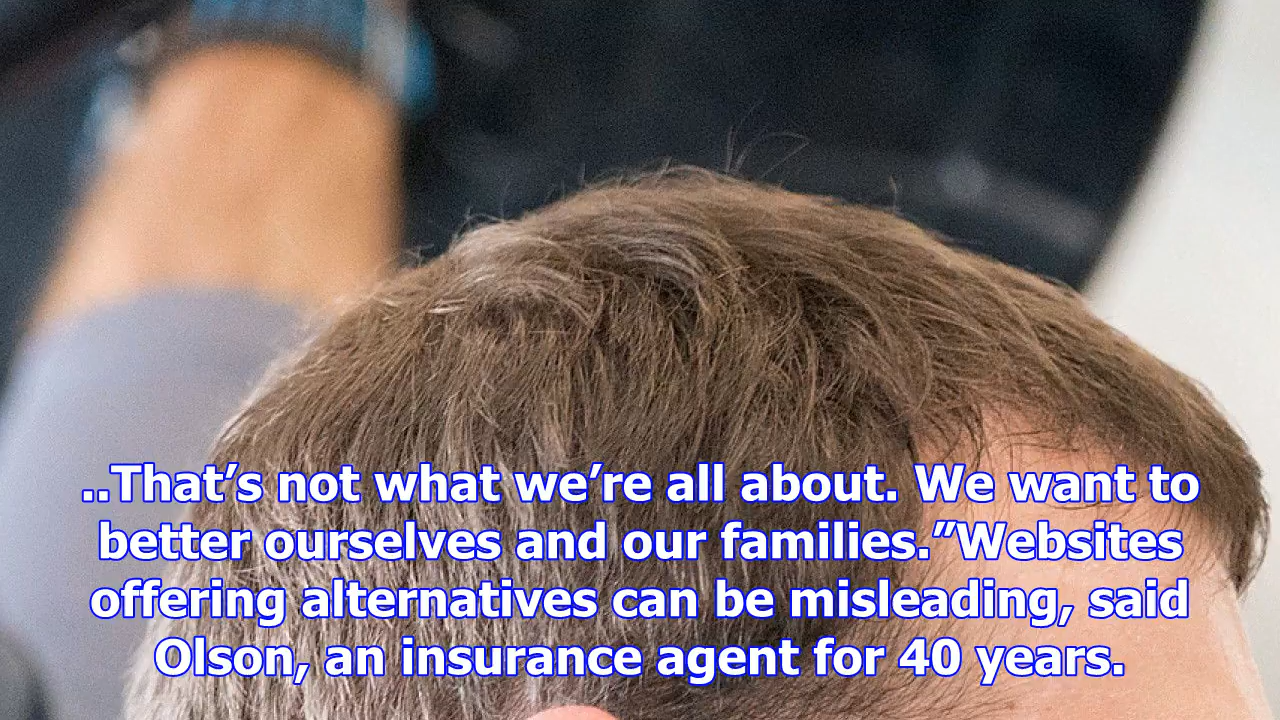 ..That’s not what we’re all about. We want to
better ourselves and our families.”Websites
offering alternatives can be misleading, said
Olson, an insurance agent for 40 years.